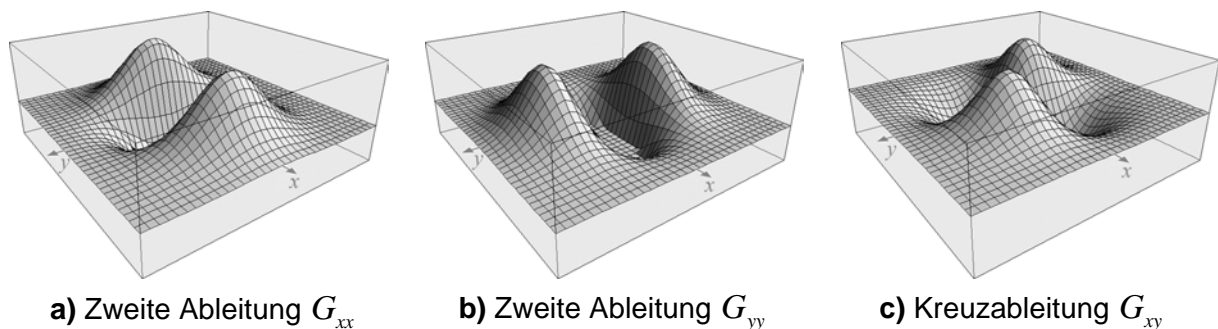 y x
y x
y x
a) Zweite Ableitung G_xx
b) Zweite Ableitung G_yy
c) Kreuzableitung G_xy